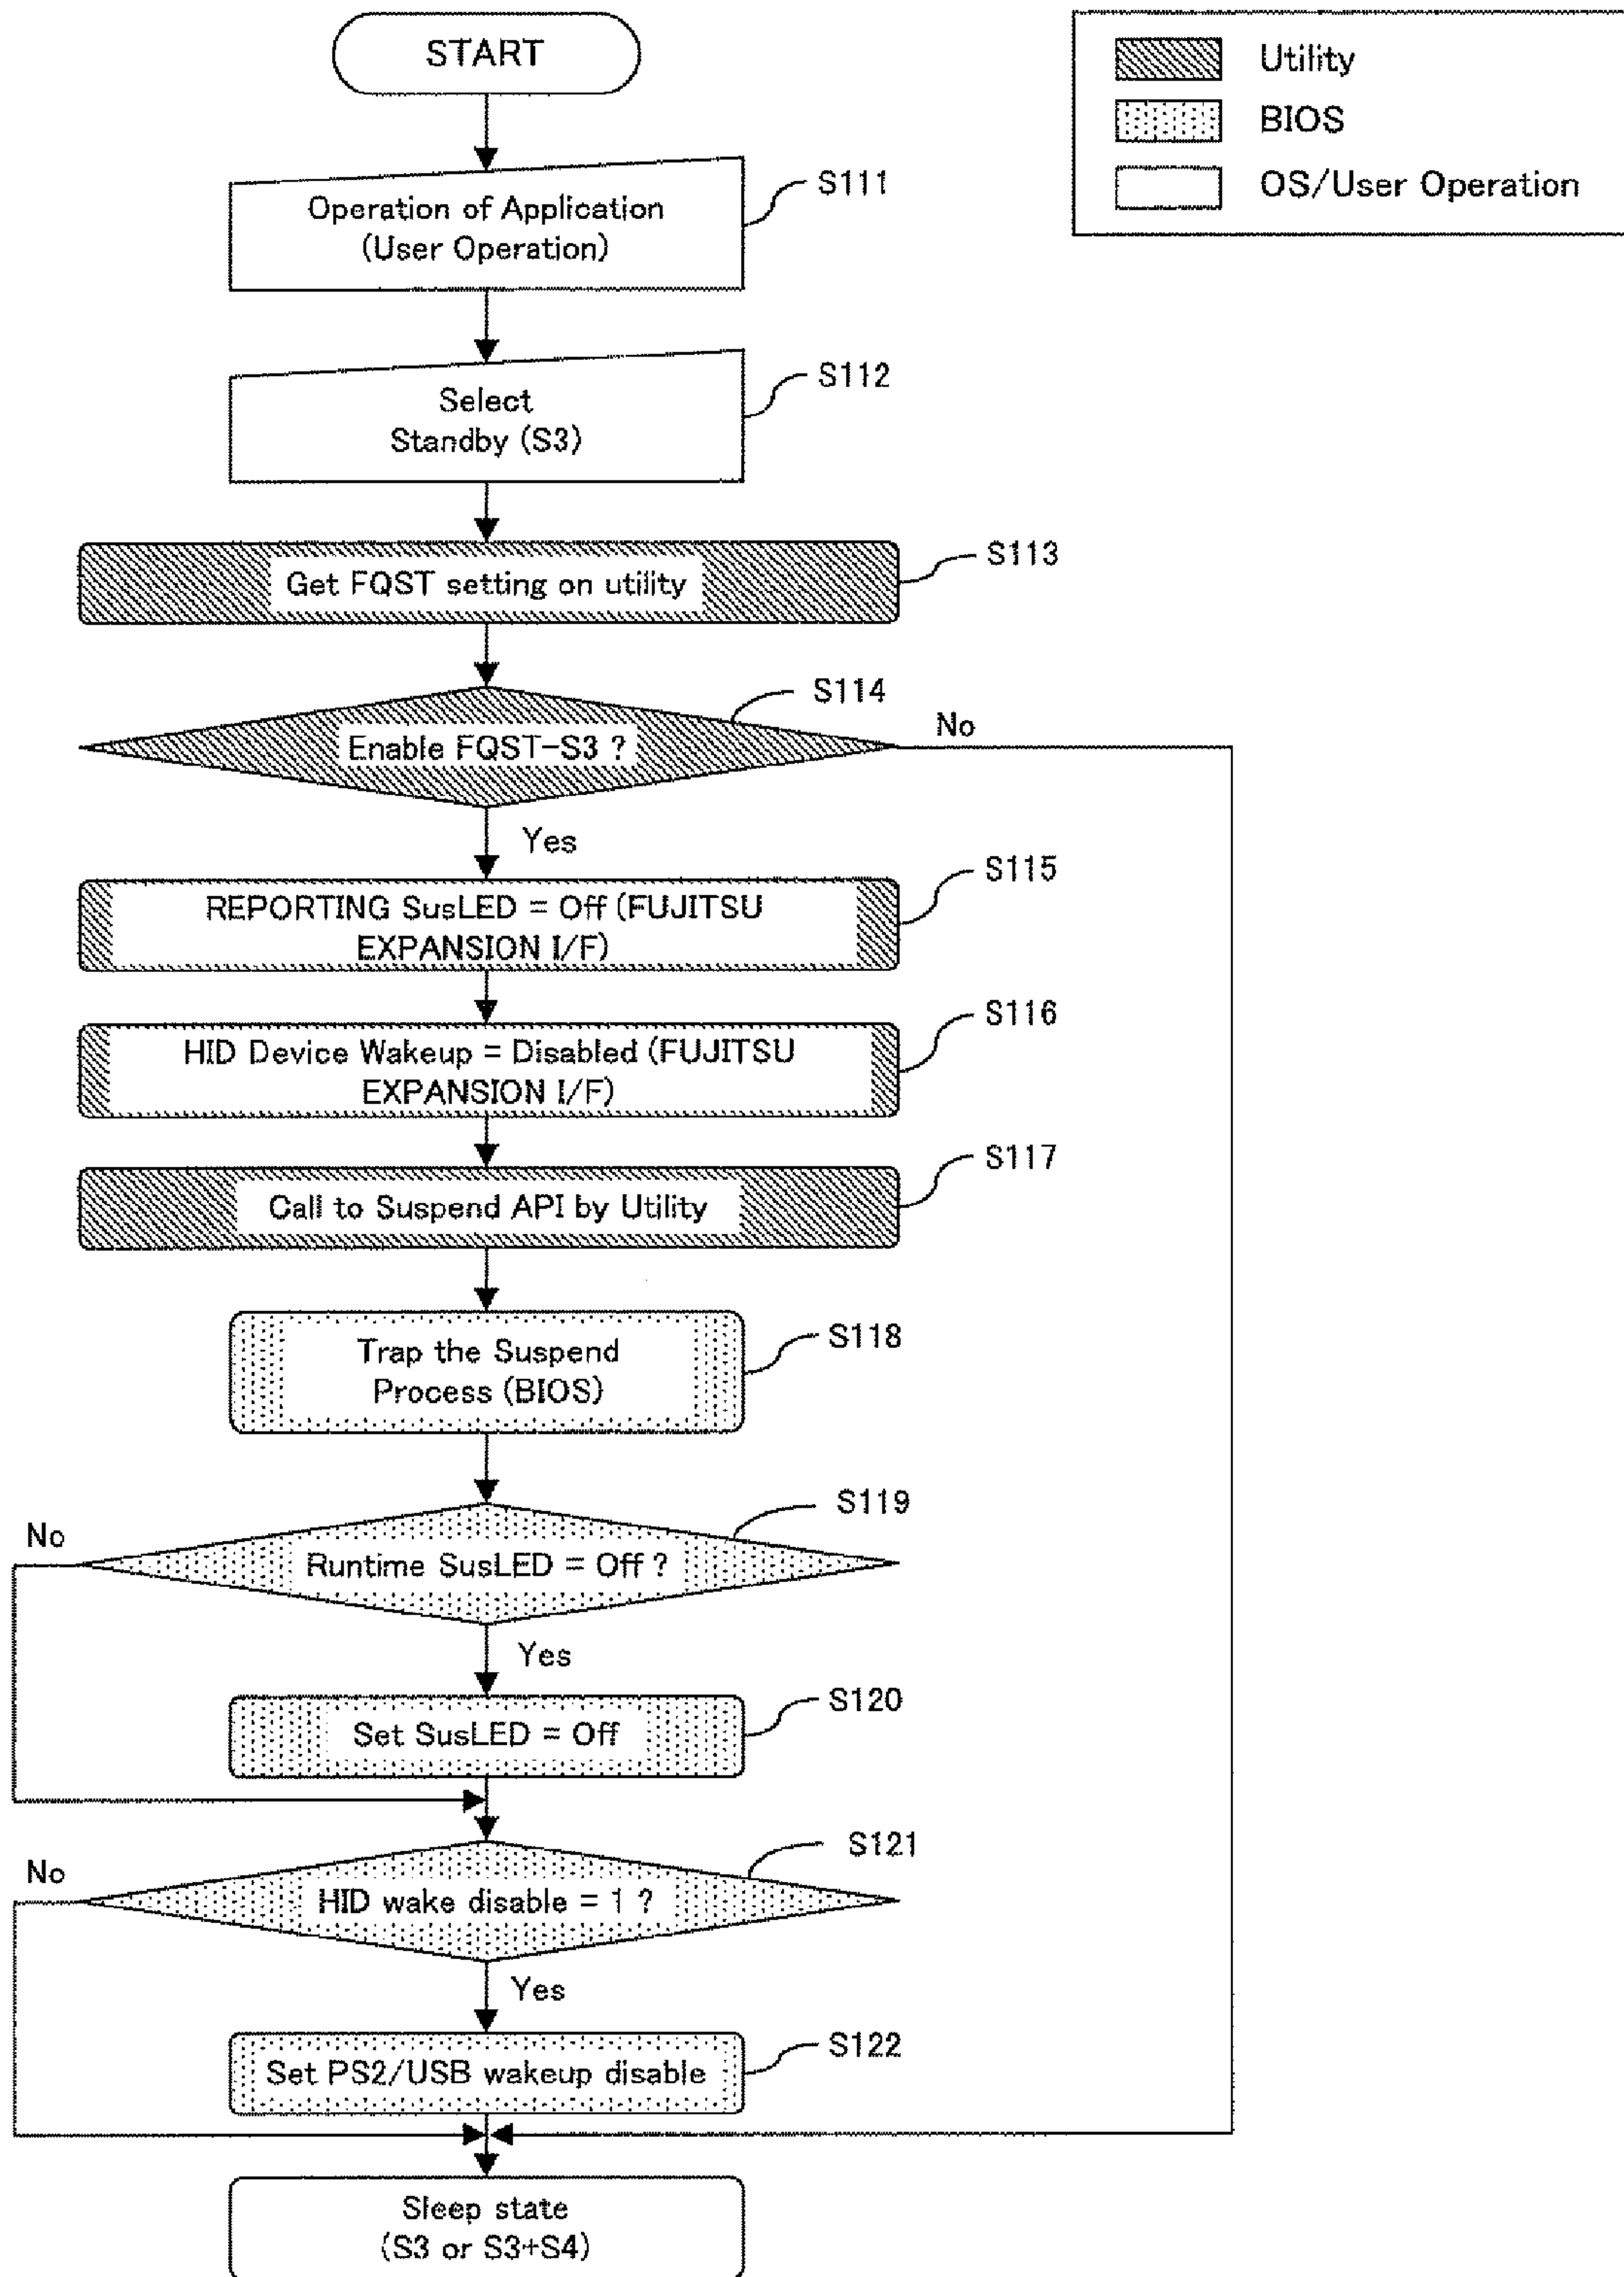 START
Utility
BIOS
OS/User Operation
Operation of Application
(User Operation)
S111
Select
Standby (S3)
S112
Get FQST setting on utility
S113
Enable FQST-S3 ?
S114
No
Yes
REPORTING SusLED = Off (FUJITSU
EXPANSION I/F)
S115
HID Device Wakeup = Disabled (FUJITSU
EXPANSION I/F)
S116
Call to Suspend API by Utility
S117
Trap the Suspend
Process (BIOS)
S118
Runtime SusLED = Off ?
S119
No
Yes
Set SusLED = Off
S120
HID wake disable = 1 ?
S121
No
Yes
Set PS2/USB wakeup disable
S122
Sleep state
(S3 or S3+S4)